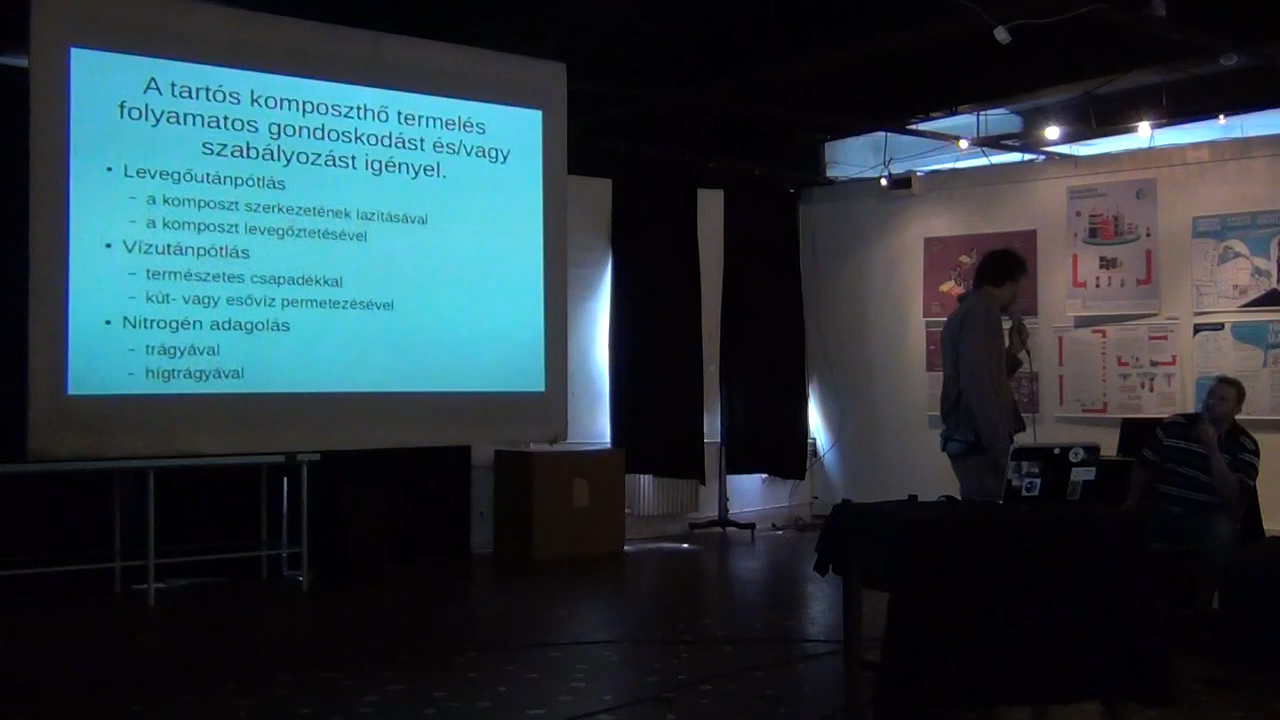 A tartós komposzthő termelés
folyamatos gondoskodást és/vagy
szabályozást igényel.
• Levegőutánpótlás
– a komposzt szerkezetének lazításával
– a komposzt levegőztetésével
• Vízutánpótlás
– természetes csapadékkal
– kút- vagy esővíz permetezésével
• Nitrogén adagolás
– trágyával
– hígtrágyával